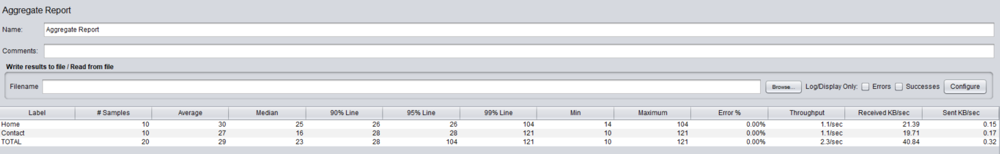 Aggregate Report
Name: Aggregate Report
Comments:
Write results to file / Read from file
Filename Browse... Log/Display Only: Errors Successes Configure
Label # Samples Average Median 90% Line 95% Line 99% Line Min Maximum Error % Throughput Received KB/sec Sent KB/sec
Home 10 30 25 26 26 104 14 104 0.00% 1.1/sec 21.39 0.15
Contact 10 27 16 28 28 121 10 121 0.00% 1.1/sec 19.71 0.17
TOTAL 20 29 23 28 104 121 10 121 0.00% 2.3/sec 40.84 0.32